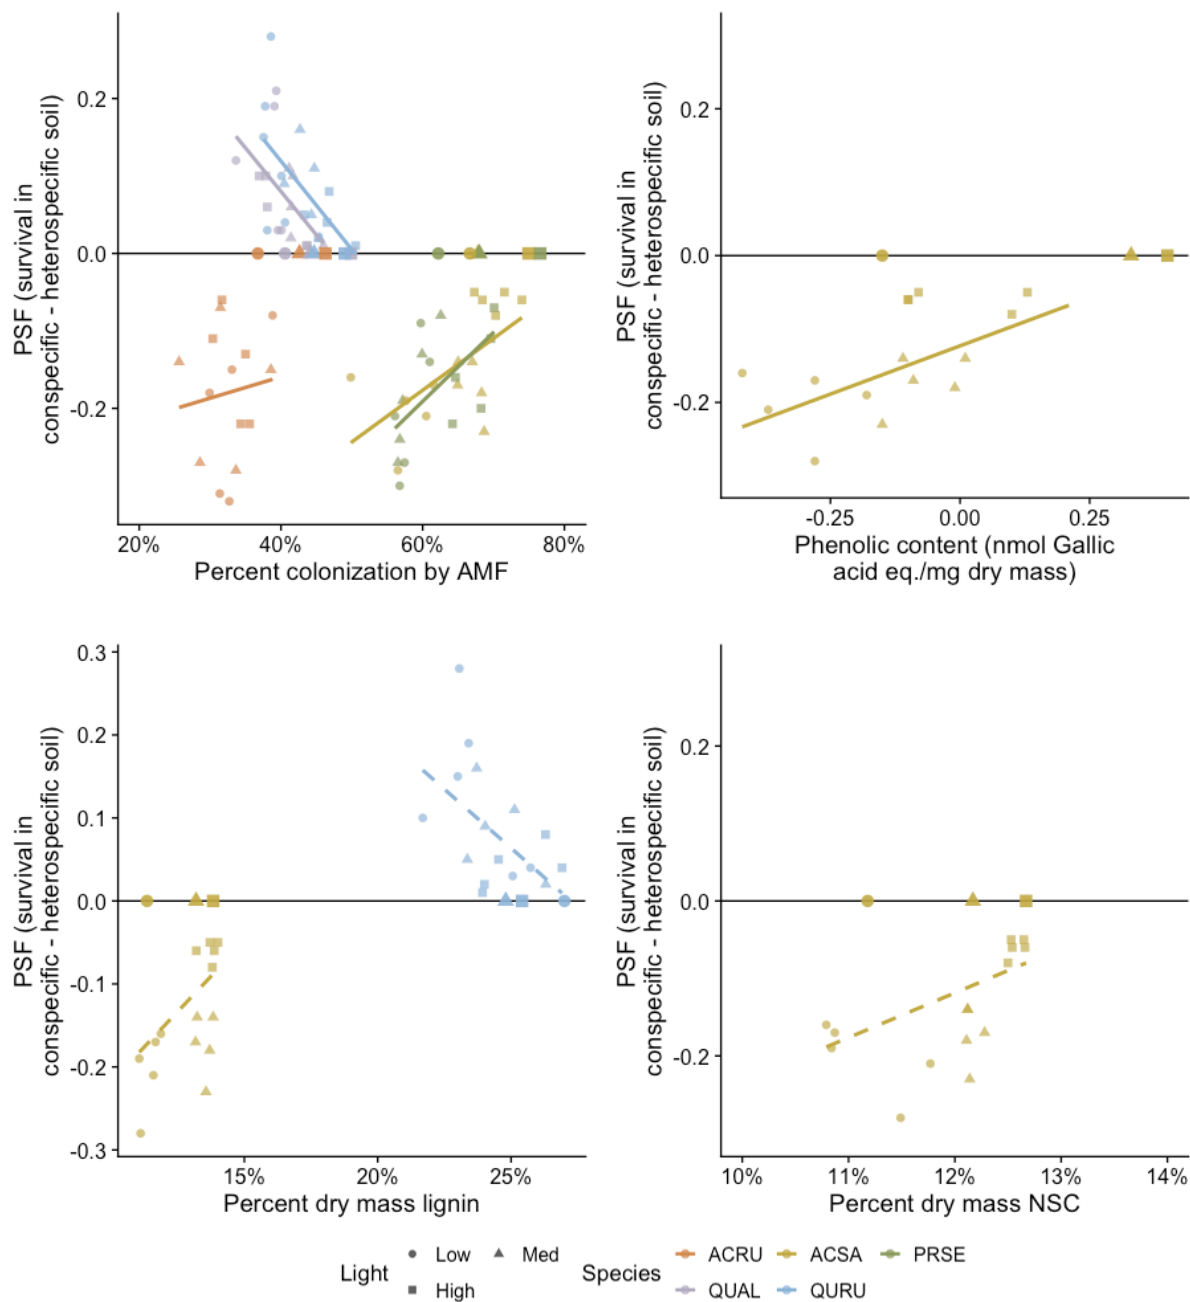 PSF (survival in
conspecific - heterospecific soil)
0.2
0.0
-0.2
20%
40%
60%
80%
Percent colonization by AMF
PSF (survival in
conspecific - heterospecific soil)
0.2
0.0
-0.2
-0.25
0.00
0.25
Phenolic content (nmol Gallic
acid eq./mg dry mass)
PSF (survival in
conspecific - heterospecific soil)
0.3
0.2
0.1
0.0
-0.1
-0.2
-0.3
15%
20%
25%
Percent dry mass lignin
PSF (survival in
conspecific - heterospecific soil)
0.2
0.0
-0.2
10%
11%
12%
13%
14%
Percent dry mass NSC
Light
Low
Med
High
Species
ACRU
ACSA
PRSE
QUAL
QURU